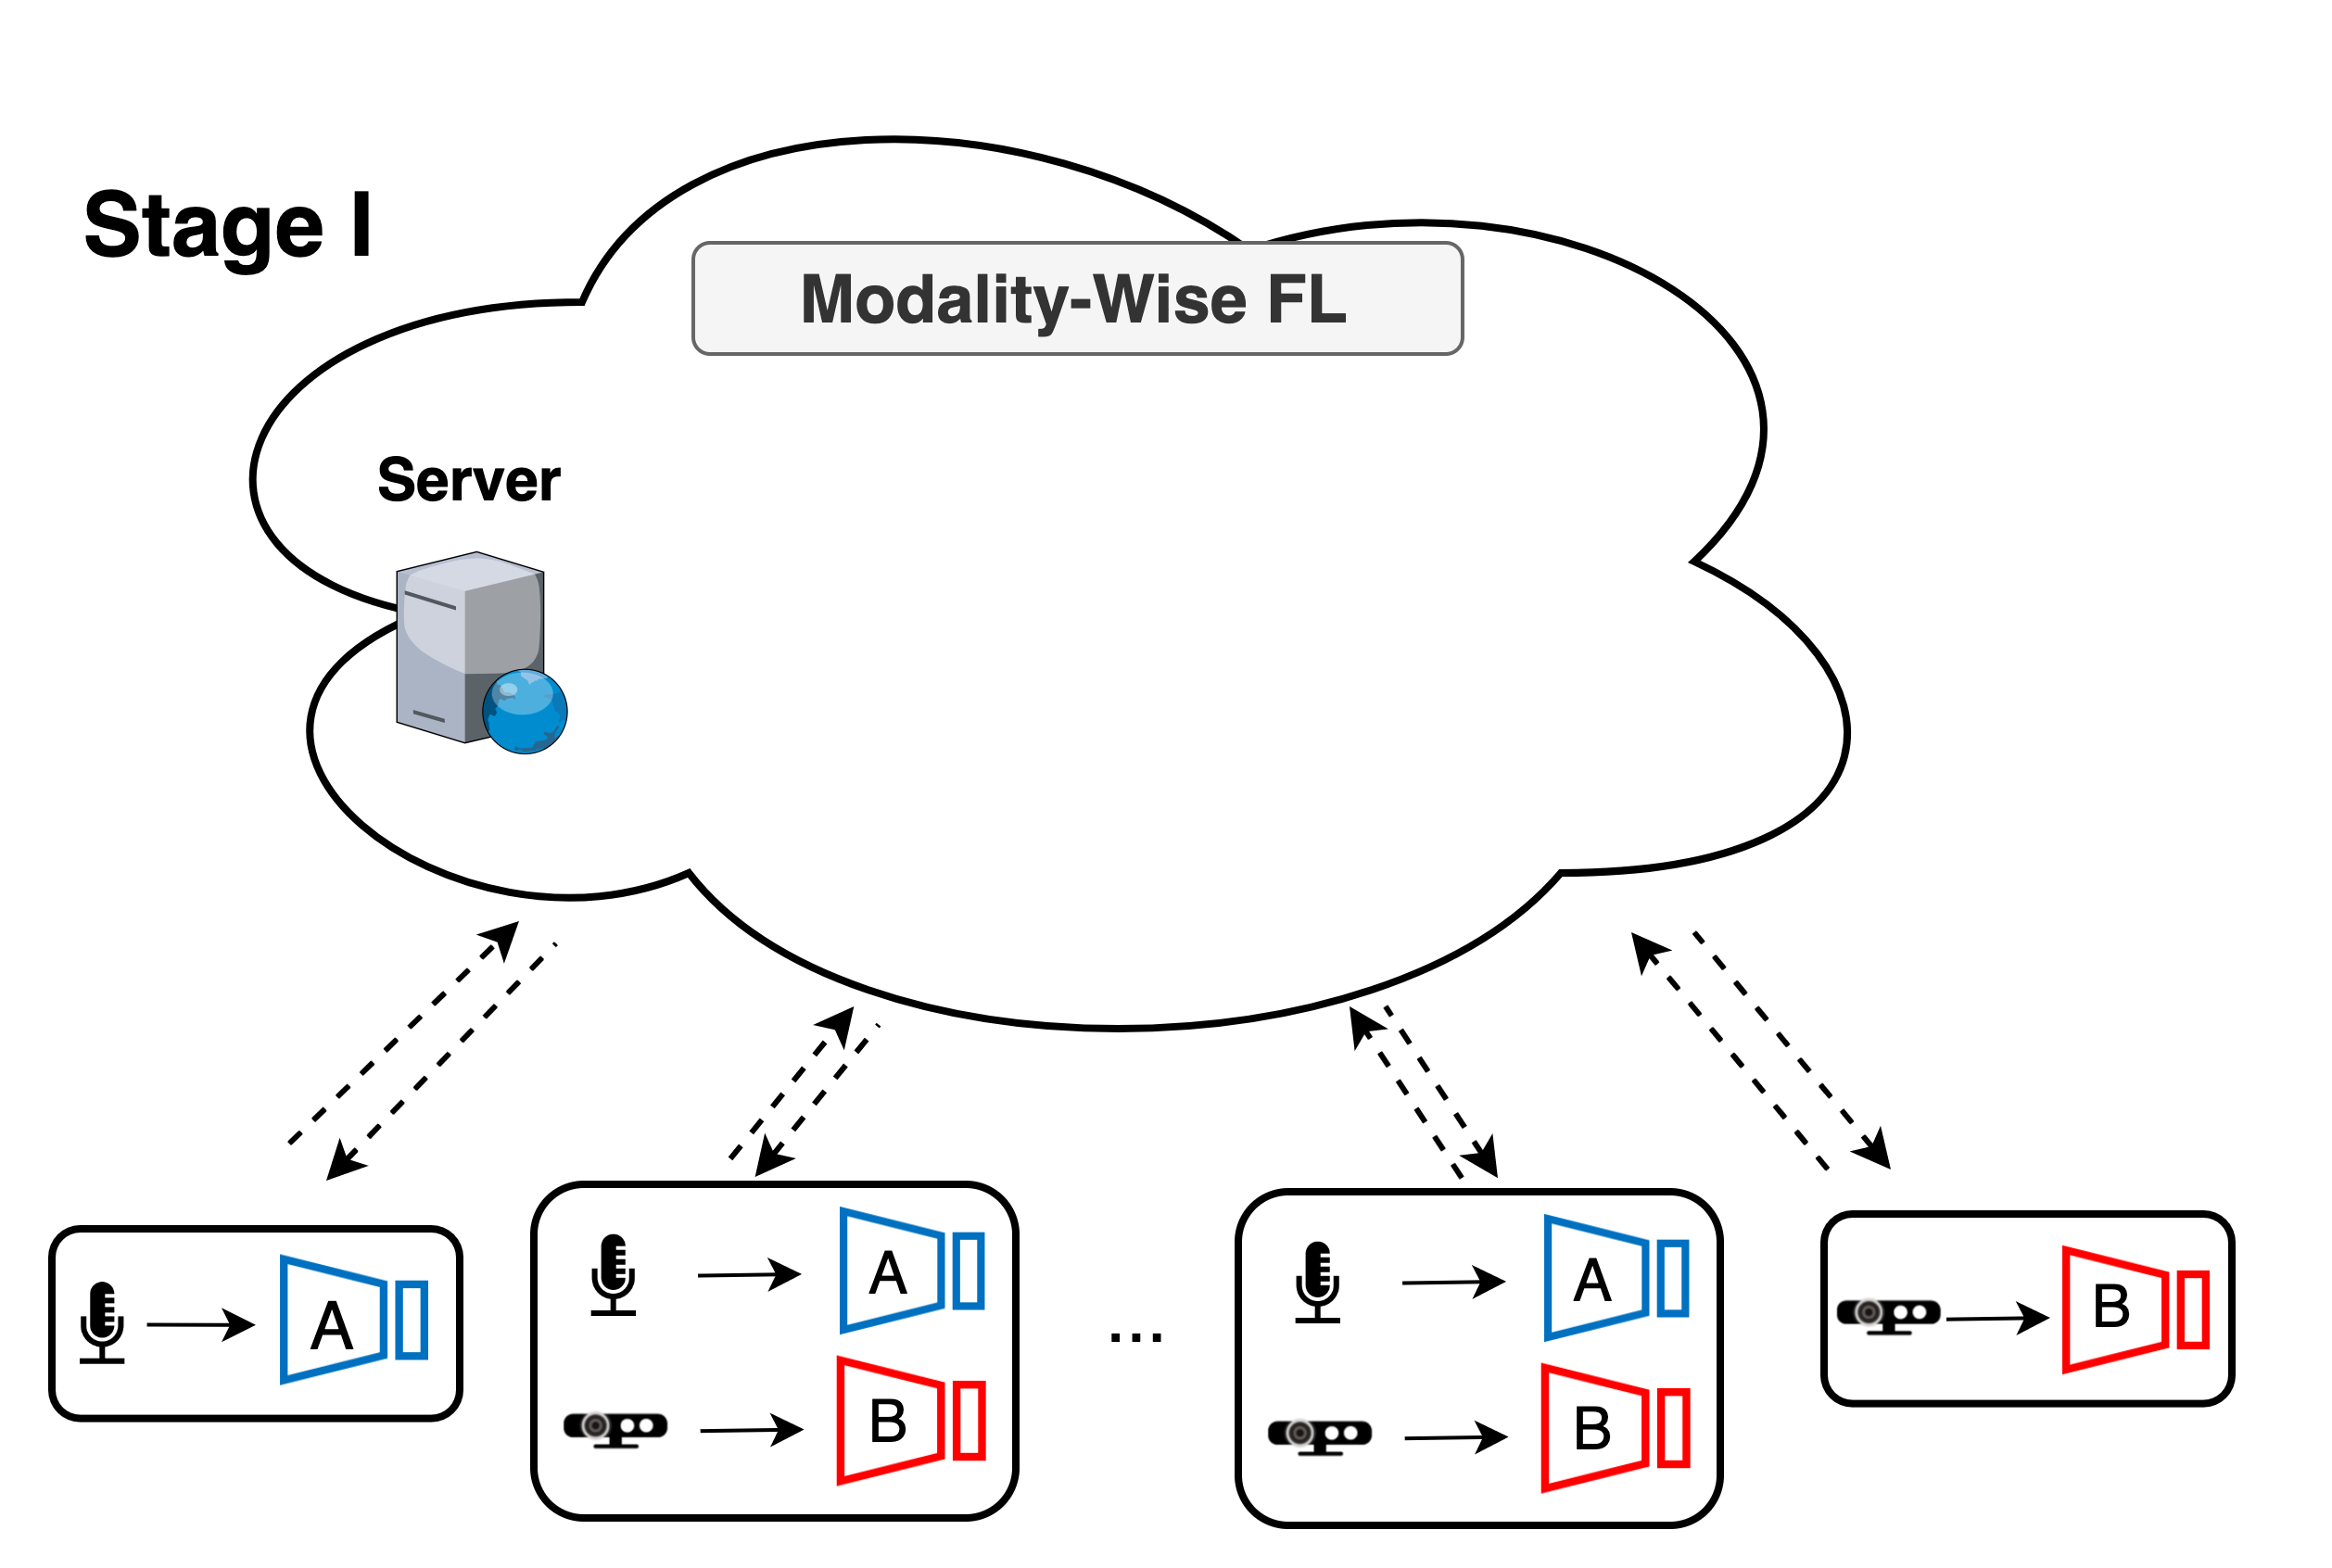 Stage I
Modality-Wise FL
Server
A
A
B
...
A
B
B